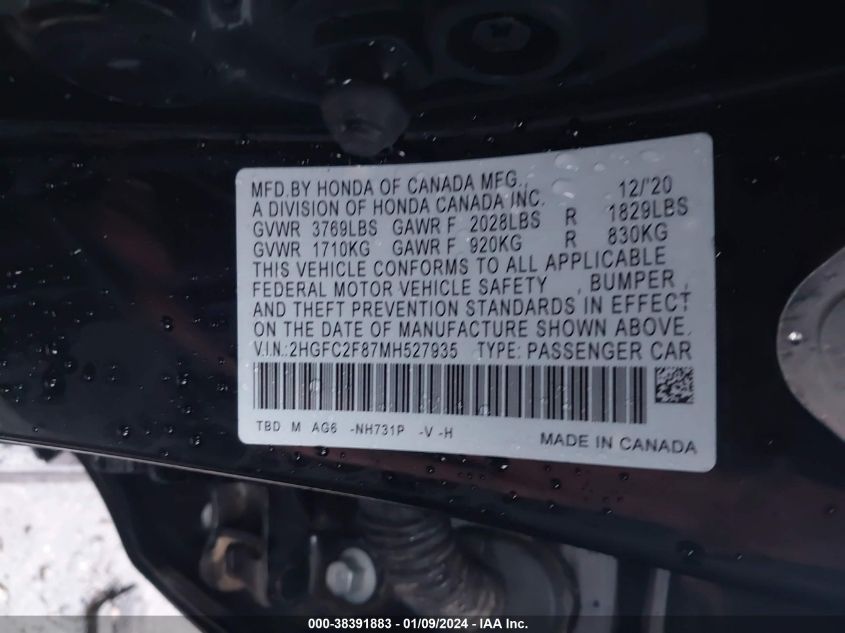 MFD. BY HONDA OF CANADA MFG., 12/'20
A DIVISION OF HONDA CANADA INC.
GVWR 3769LBS GAWR F 2028LBS R 1829LBS
GVWR 1710KG GAWR F 920KG R 830KG
THIS VEHICLE CONFORMS TO ALL APPLICABLE
FEDERAL MOTOR VEHICLE SAFETY , BUMPER ,
AND THEFT PREVENTION STANDARDS IN EFFECT
ON THE DATE OF MANUFACTURE SHOWN ABOVE.
V.I.N.:2HGFC2F87MH527935 TYPE: PASSENGER CAR
TBD M AG6 -NH731P -V -H
MADE IN CANADA
000-38391883 - 01/09/2024 - IAA Inc.